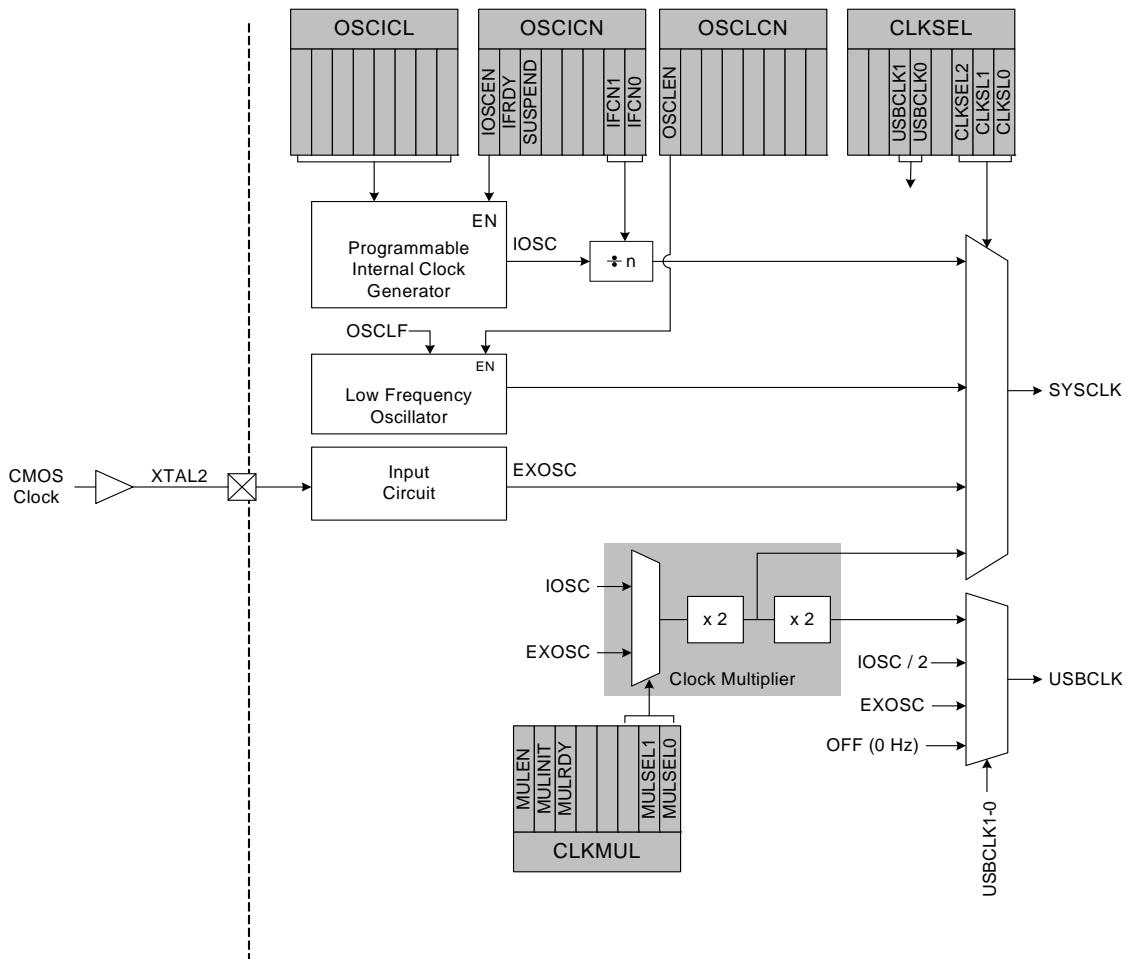 OSCICL
OSCICN
OSCLCN
CLKSEL
IOSCEN
IFRDY
SUSPEND
IFCN1
IFCN0
OSCLEN
USBCLK1
USBCLK0
CLKSEL2
CLKSL1
CLKSL0
EN
Programmable
Internal Clock
Generator
IOSC
÷ n
OSCLF
EN
Low Frequency
Oscillator
SYSCLK
CMOS
Clock
XTAL2
Input
Circuit
EXOSC
IOSC
EXOSC
x 2
x 2
Clock Multiplier
IOSC / 2
EXOSC
OFF (0 Hz)
USBCLK
USBCLK1-0
MULEN
MULINIT
MULRDY
MULSEL1
MULSEL0
CLKMUL